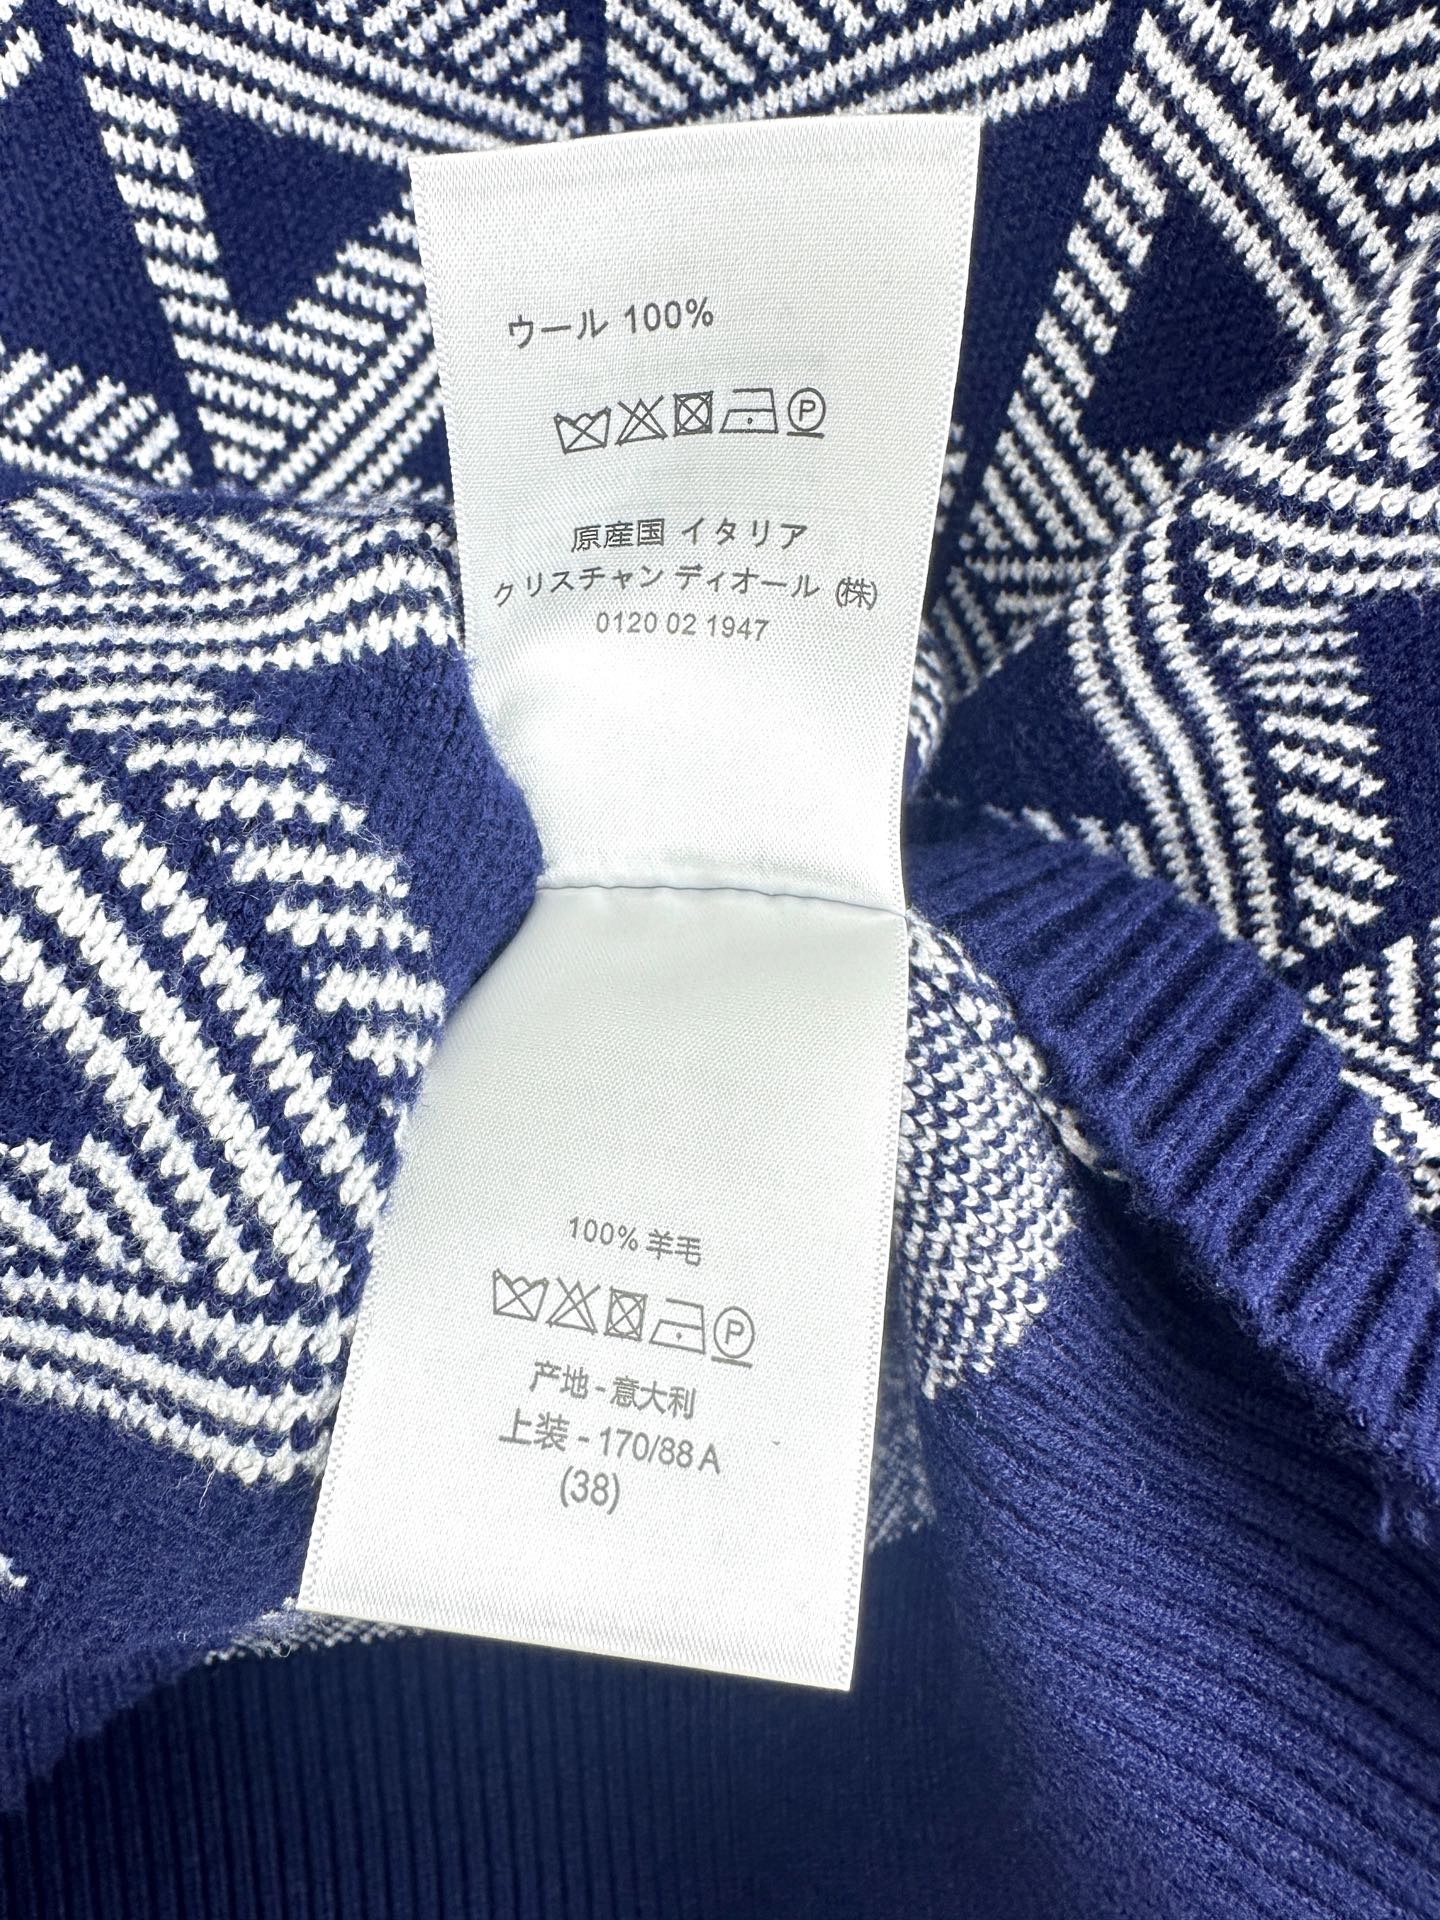 ウール 100%
P
原産国 イタリア
クリスチャン ディオール (株)
0120 02 1947
100% 羊毛
P
产地 - 意大利
上装 - 170/88 A
(38)